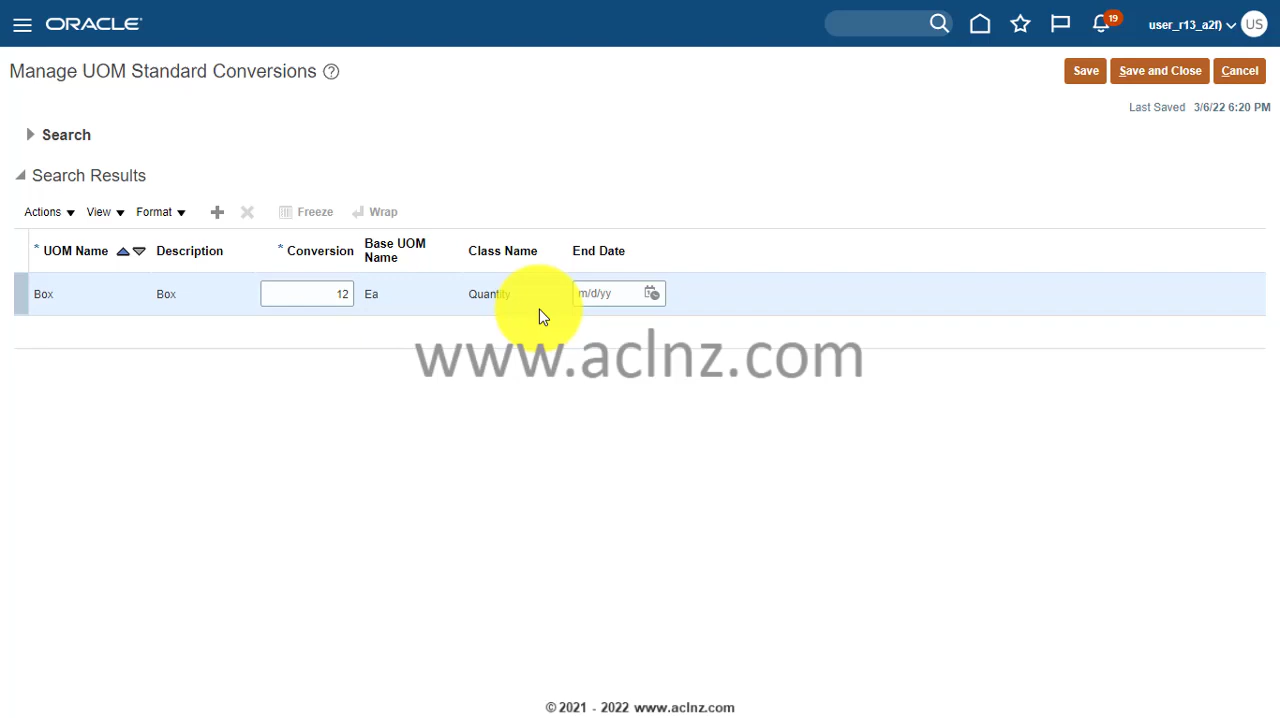 ORACLE
19
user_r13_a2f)
US
Manage UOM Standard Conversions
Save
Save and Close
Cancel
Last Saved 3/6/22 6:20 PM
Search
Search Results
Actions
View
Format
Freeze
Wrap
* UOM Name
Description
* Conversion
Base UOM
Name
Class Name
End Date
Box
Box
12
Ea
Quantity
m/d/yy
www.aclnz.com
© 2021 - 2022 www.aclnz.com